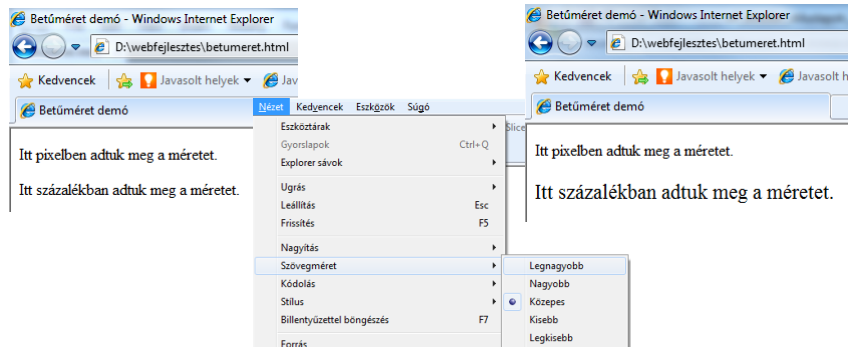 Betűméret demó - Windows Internet Explorer
D:\webfejlesztes\betumeret.html
Kedvencek
Javasolt helyek
Jav
Betűméret demó
Itt pixelben adtuk meg a méretet.
Itt százalékban adtuk meg a méretet.
Nézet Kedvencek Eszközök Súgó
Eszköztárak
Gyorslapok Ctrl+Q
Explorer sávok
Ugrás
Leállítás Esc
Frissítés F5
Nagyítás
Szövegméret
Kódolás
Stílus
Billentyűzettel böngészés F7
Forrás
Slice
Legnagyobb
Nagyobb
Közepes
Kisebb
Legkisebb
Betűméret demó - Windows Internet Explorer
D:\webfejlesztes\betumeret.html
Kedvencek
Javasolt helyek
Javasolt h
Betűméret demó
Itt pixelben adtuk meg a méretet.
Itt százalékban adtuk meg a méretet.